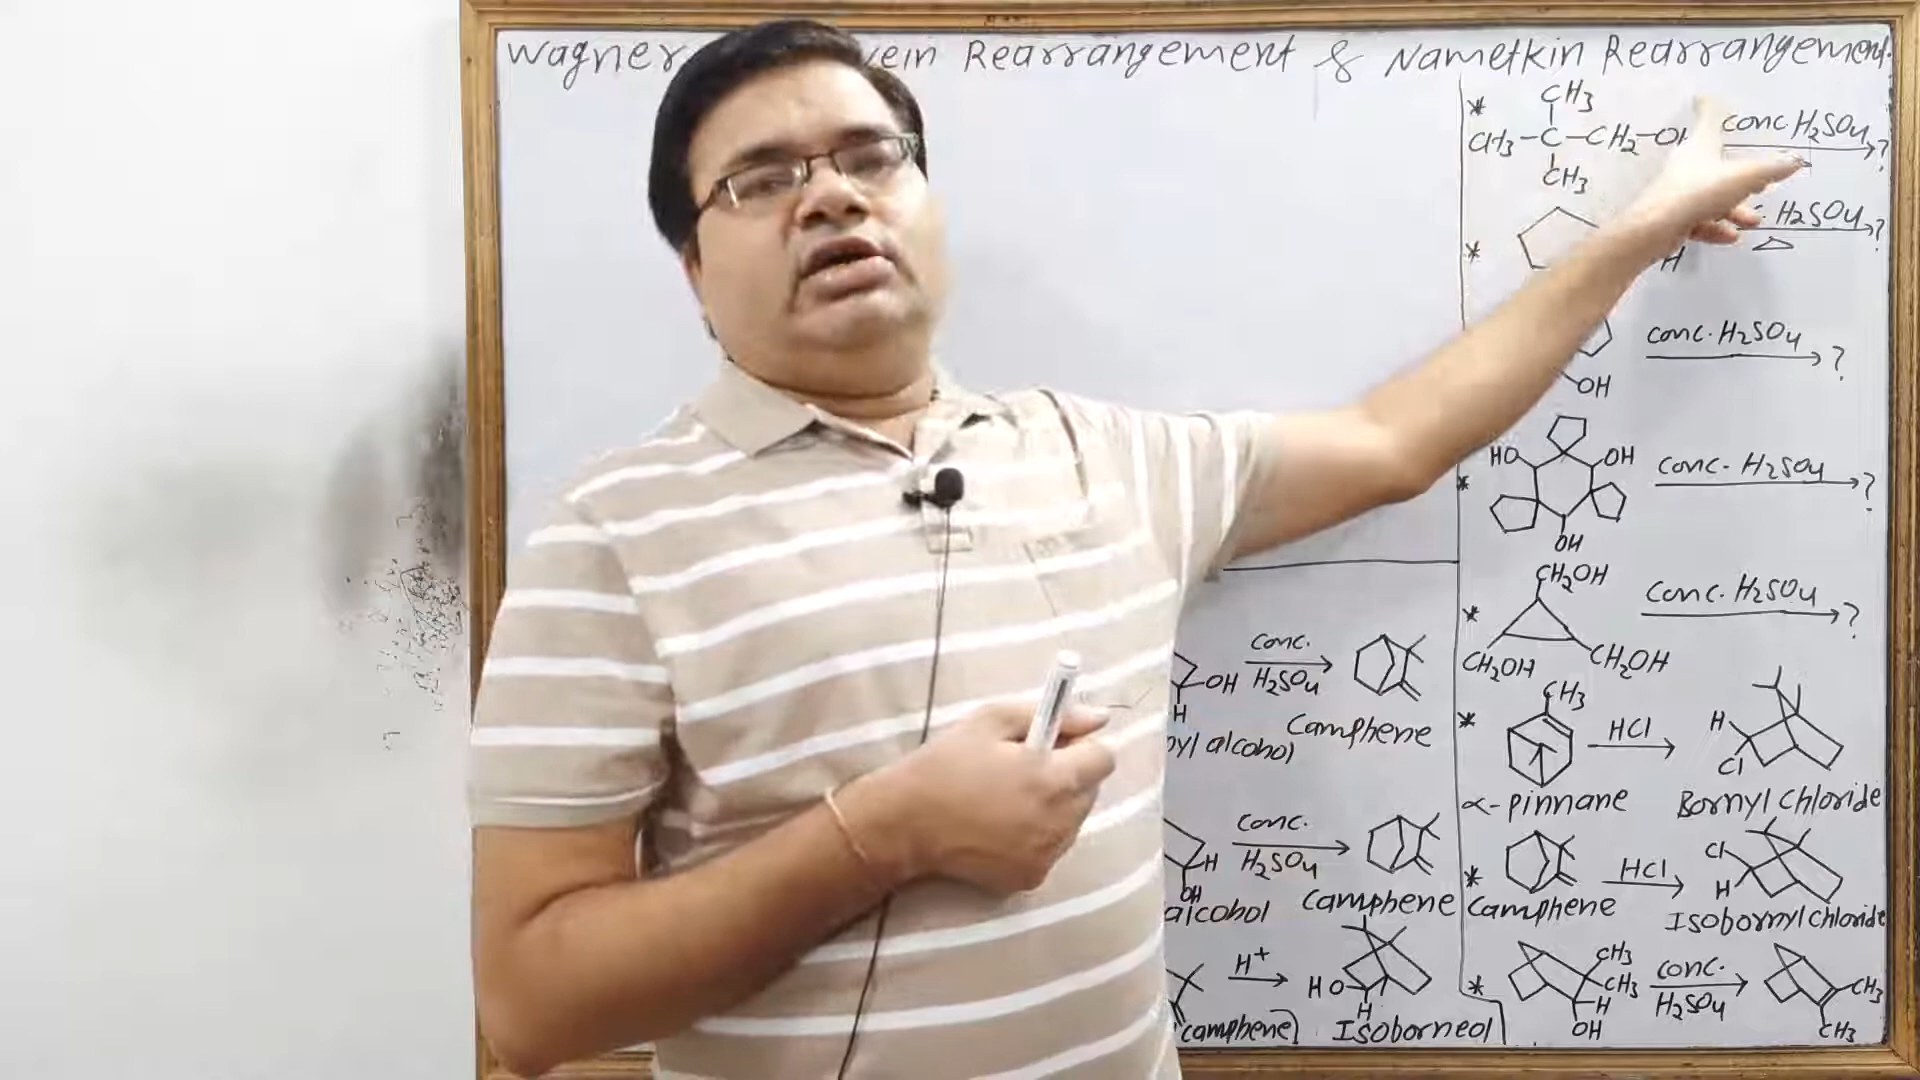 Wagner vein Rearrangement & Nametkin Rearrangement.
* CH3
CH3-C-CH2-OH conc. H2SO4 ?
CH3
* H H2SO4 ?
OH conc. H2SO4 ?
* HO OH conc. H2SO4 ?
OH
* CH2OH conc. H2SO4 ?
CH2OH CH2OH
OH H conc. H2SO4
alcohol Camphene
* CH3 HCl H Cl
α-pinnane Bornyl chloride
H OH conc. H2SO4
alcohol Camphene
* HCl Cl H
Camphene Isobornyl chloride
H+ HO H
(camphene) Isoborneol
* CH3 CH3 H OH conc. H2SO4 CH3 CH3